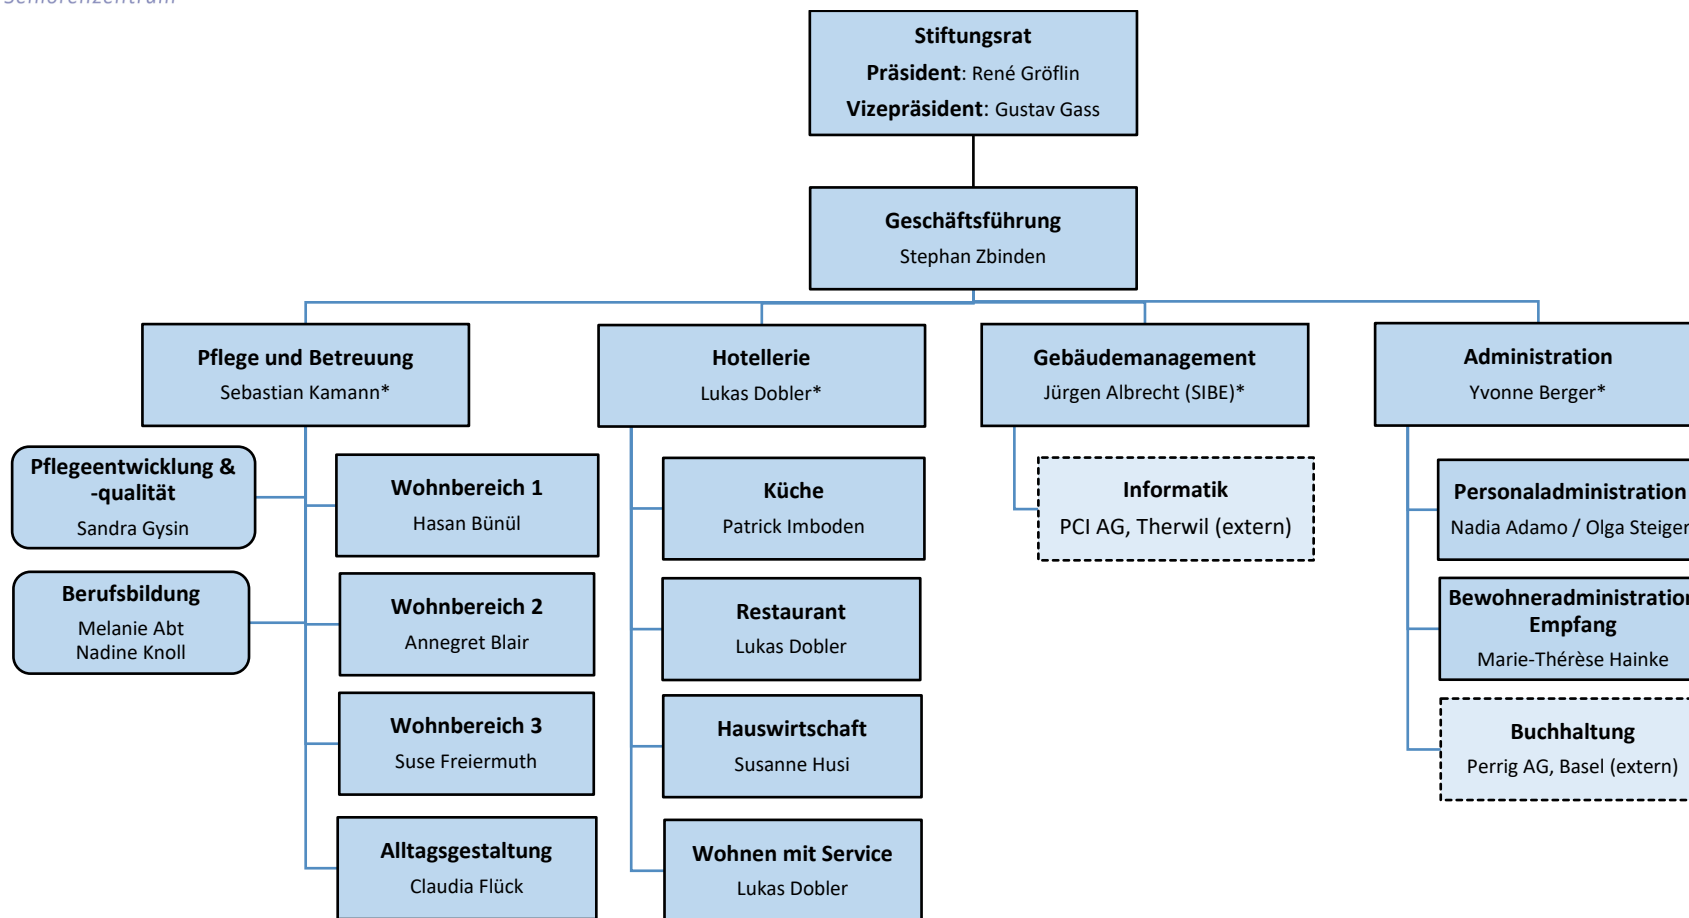 Seniorenzentrum
Stiftungsrat
Präsident: René Gröflin
Vizepräsident: Gustav Gass
Geschäftsführung
Stephan Zbinden
Pflege und Betreuung
Sebastian Kamann*
Hotellerie
Lukas Dobler*
Gebäudemanagement
Jürgen Albrecht (SIBE)*
Administration
Yvonne Berger*
Pflegeentwicklung &
-qualität
Sandra Gysin
Berufsbildung
Melanie Abt
Nadine Knoll
Wohnbereich 1
Hasan Bünül
Wohnbereich 2
Annegret Blair
Wohnbereich 3
Suse Freiermuth
Alltagsgestaltung
Claudia Flück
Küche
Patrick Imboden
Restaurant
Lukas Dobler
Hauswirtschaft
Susanne Husi
Wohnen mit Service
Lukas Dobler
Informatik
PCI AG, Therwil (extern)
Personaladministration
Nadia Adamo / Olga Steiger
Bewohneradministration
Empfang
Marie-Thérèse Hainke
Buchhaltung
Perrig AG, Basel (extern)